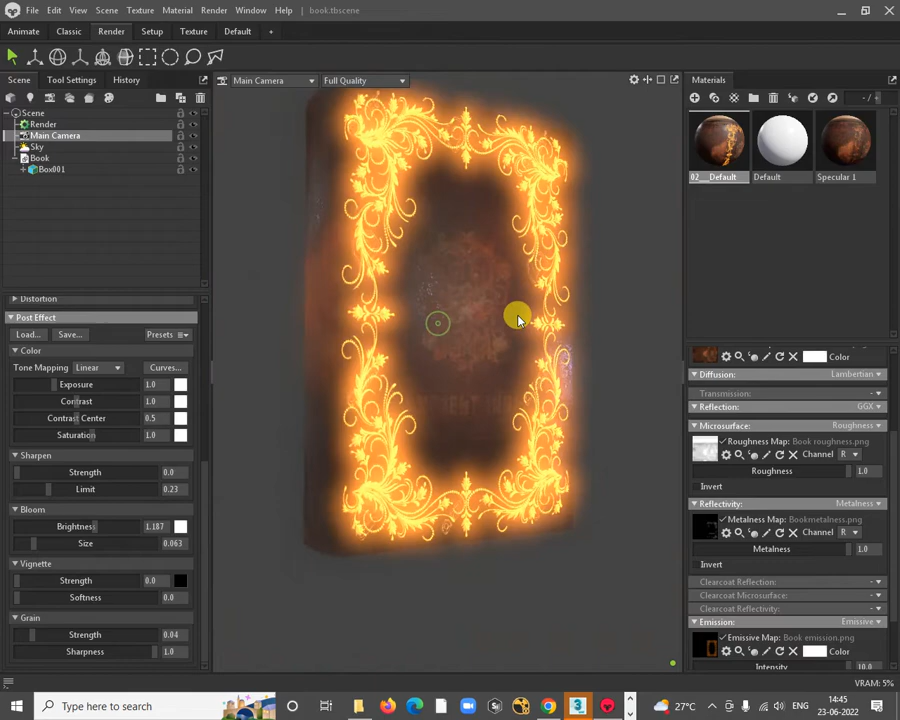 File Edit View Scene Texture Material Render Window Help book.tbscene
Animate Classic Render Setup Texture Default +
Scene Tool Settings History
Main Camera Full Quality
Materials
- /
Scene
Render
Main Camera
Sky
Book
Box001
02__Default Default Specular 1
Distortion
Post Effect
Load... Save... Presets
Color
Tone Mapping Linear Curves...
Exposure 1.0
Contrast 1.0
Contrast Center 0.5
Saturation 1.0
Sharpen
Strength 0.0
Limit 0.23
Bloom
Brightness 1.187
Size 0.063
Vignette
Strength 0.0
Softness 0.0
Grain
Strength 0.04
Sharpness 1.0
Color
Diffusion: Lambertian
Transmission: -
Reflection: GGX
Microsurface: Roughness
Roughness Map: Book roughness.png
Channel R
Roughness 1.0
Invert
Reflectivity: Metalness
Metalness Map: Bookmetalness.png
Channel R
Metalness 1.0
Invert
Clearcoat Reflection: -
Clearcoat Microsurface: -
Clearcoat Reflectivity: -
Emission: Emissive
Emissive Map: Book emission.png
Color
Intensity 10.0
VRAM: 5%
Type here to search
27°C ENG 14:45
23-06-2022